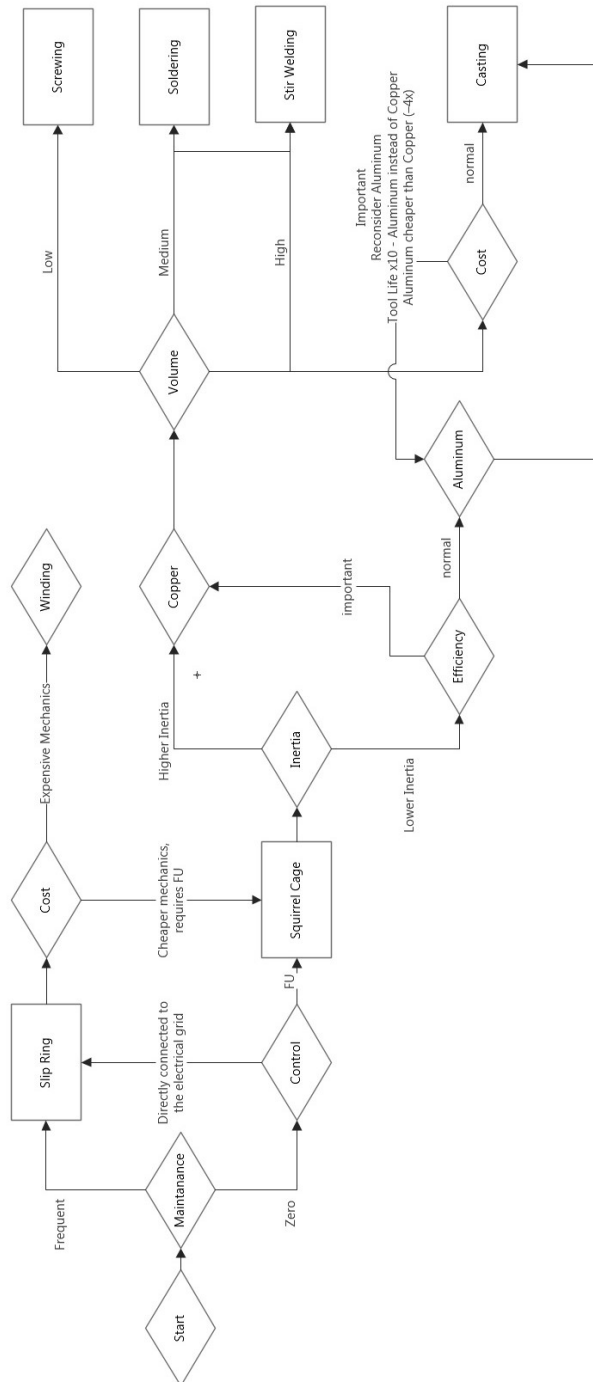 Start
Maintanance
Frequent
Zero
Slip Ring
Control
Directly connected to
the electrical grid
FU
Cost
Cheaper mechanics,
requires FU
Squirrel Cage
Expensive Mechanics
Winding
Inertia
Higher Inertia
+
Lower Inertia
Copper
Efficiency
important
normal
Aluminum
Volume
Low
Medium
High
Important
Reconsider Aluminum
Tool Life x10 - Aluminum instead of Copper
Aluminum cheaper than Copper (~4x)
Cost
normal
Screwing
Soldering
Stir Welding
Casting